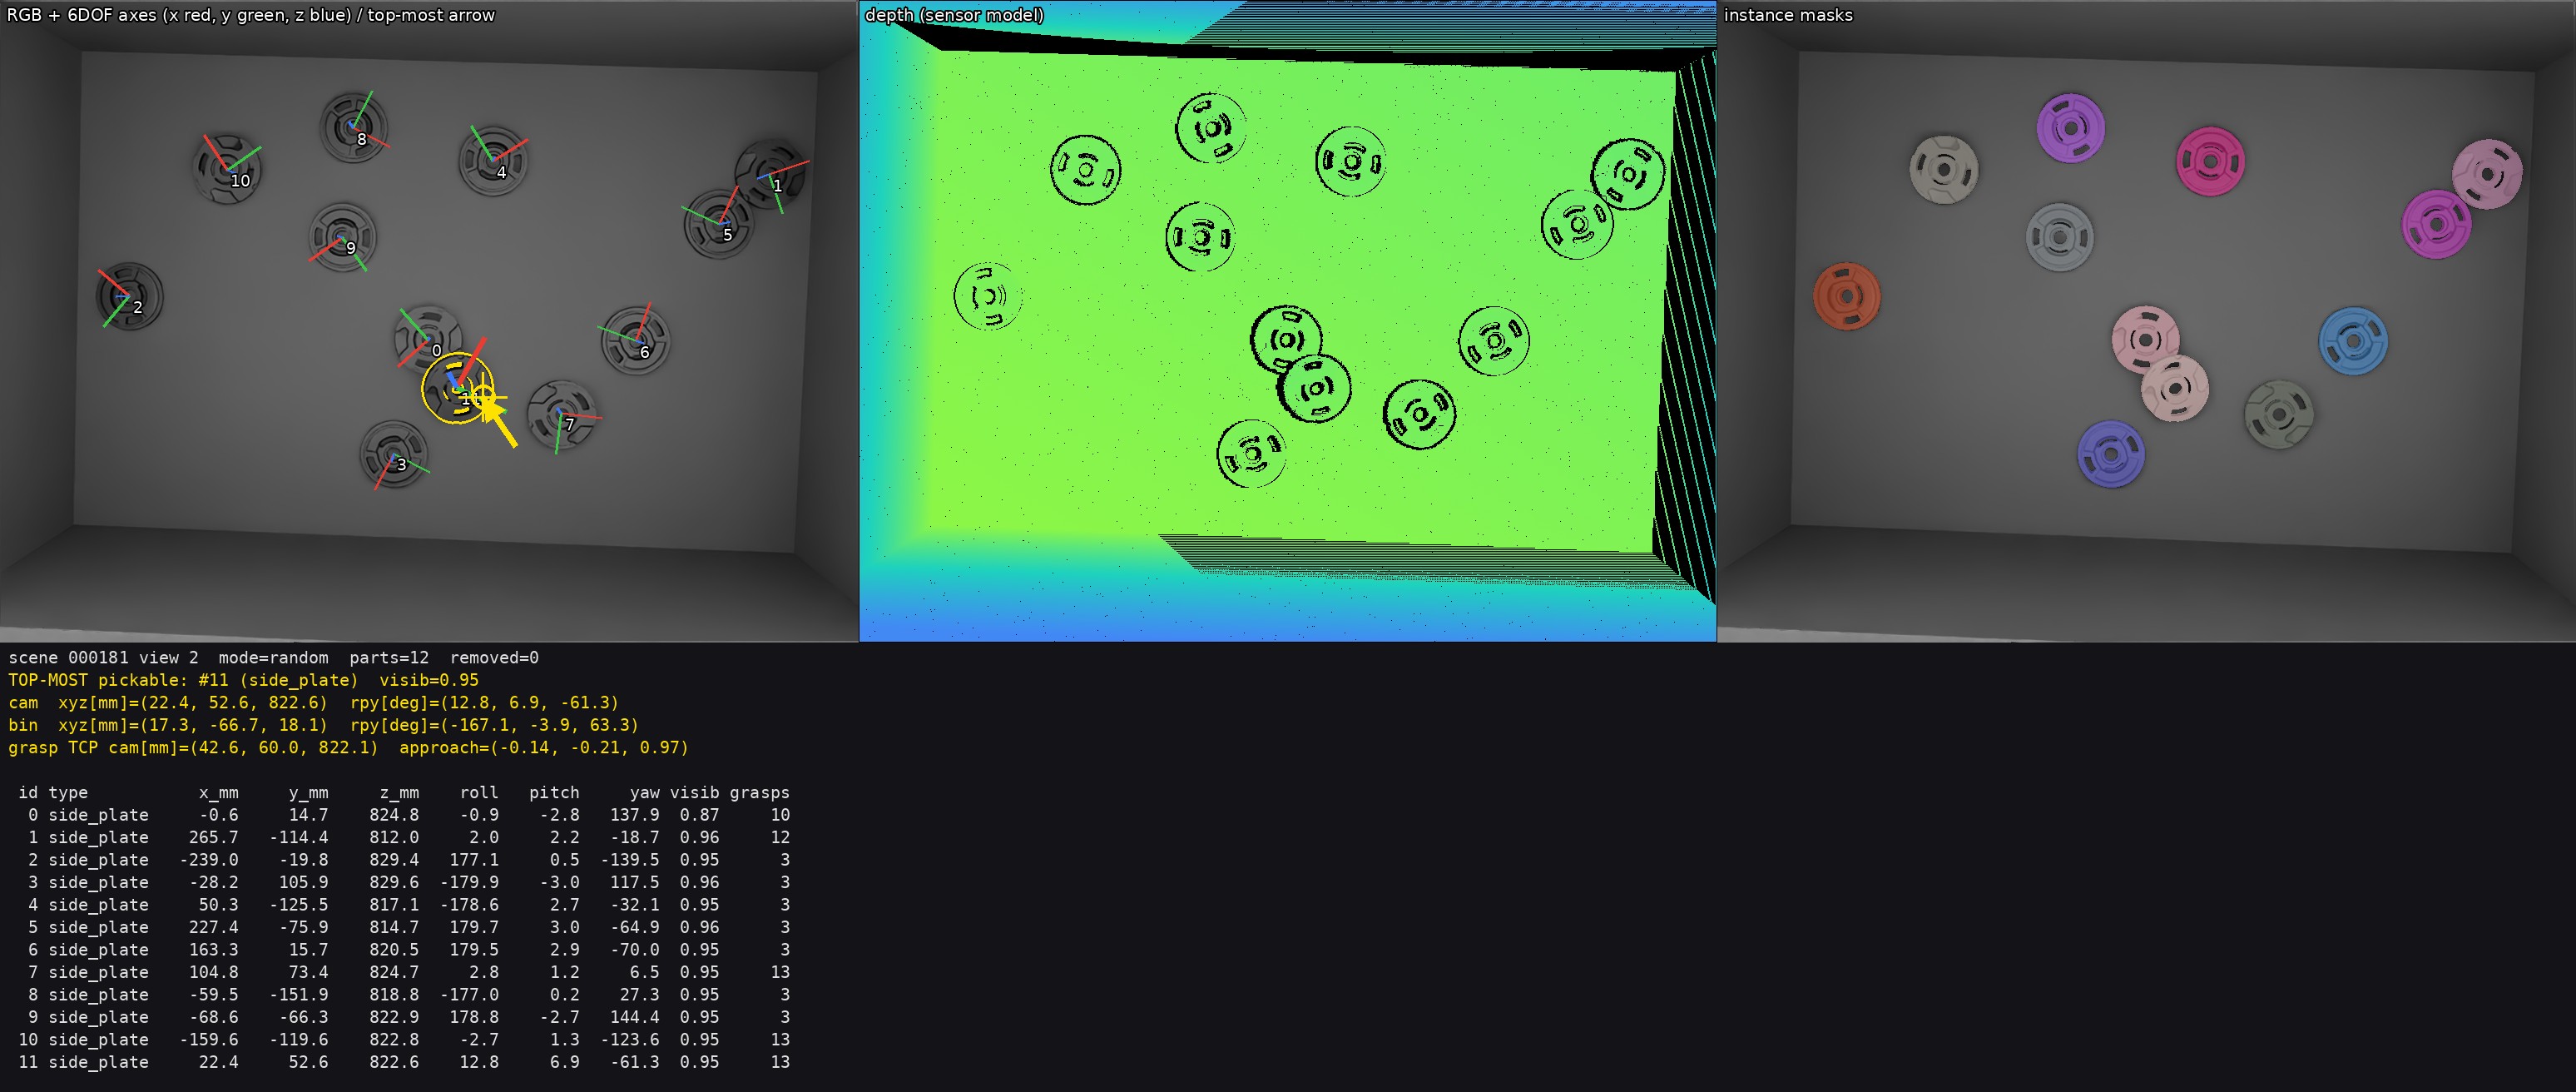 RGB + 6DOF axes (x red, y green, z blue) / top-most arrow
depth (sensor model)
instance masks
8
10
4
1
5
9
2
0
6
11
7
3
scene 000181 view 2  mode=random  parts=12  removed=0
TOP-MOST pickable: #11 (side_plate)  visib=0.95
cam  xyz[mm]=(22.4, 52.6, 822.6)  rpy[deg]=(12.8, 6.9, -61.3)
bin  xyz[mm]=(17.3, -66.7, 18.1)  rpy[deg]=(-167.1, -3.9, 63.3)
grasp TCP cam[mm]=(42.6, 60.0, 822.1)  approach=(-0.14, -0.21, 0.97)
id type x_mm y_mm z_mm roll pitch yaw visib grasps
0 side_plate -0.6 14.7 824.8 -0.9 -2.8 137.9 0.87 10
1 side_plate 265.7 -114.4 812.0 2.0 2.2 -18.7 0.96 12
2 side_plate -239.0 -19.8 829.4 177.1 0.5 -139.5 0.95 3
3 side_plate -28.2 105.9 829.6 -179.9 -3.0 117.5 0.96 3
4 side_plate 50.3 -125.5 817.1 -178.6 2.7 -32.1 0.95 3
5 side_plate 227.4 -75.9 814.7 179.7 3.0 -64.9 0.96 3
6 side_plate 163.3 15.7 820.5 179.5 2.9 -70.0 0.95 3
7 side_plate 104.8 73.4 824.7 2.8 1.2 6.5 0.95 13
8 side_plate -59.5 -151.9 818.8 -177.0 0.2 27.3 0.95 3
9 side_plate -68.6 -66.3 822.9 178.8 -2.7 144.4 0.95 3
10 side_plate -159.6 -119.6 822.8 -2.7 1.3 -123.6 0.95 13
11 side_plate 22.4 52.6 822.6 12.8 6.9 -61.3 0.95 13